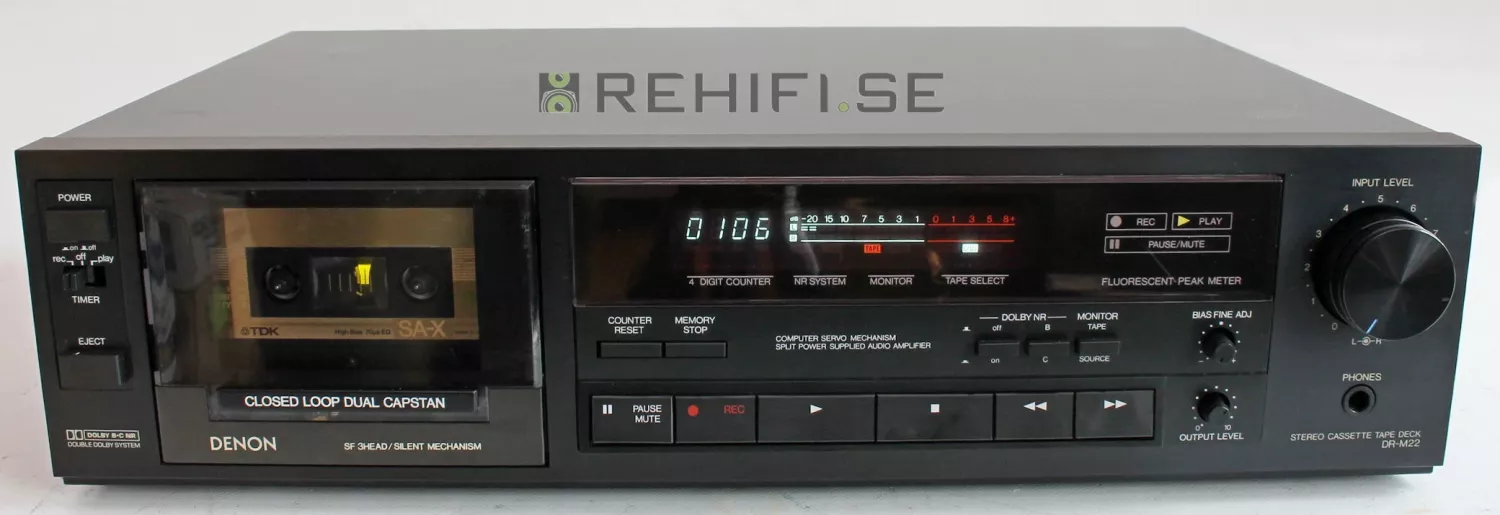 REHIFI.SE
POWER
on off
rec off play
TIMER
EJECT
DOLBY B-C NR
DOUBLE DOLBY SYSTEM
TDK
High Bias 70μs EQ
SA-X
CLOSED LOOP DUAL CAPSTAN
DENON
SF 3HEAD/SILENT MECHANISM
0106
dB -20 15 10 7 5 3 1 0 1 3 5 8+
L
R
TAPE
4 DIGIT COUNTER NR SYSTEM MONITOR TAPE SELECT
REC PLAY
PAUSE/MUTE
FLUORESCENT PEAK METER
COUNTER RESET
MEMORY STOP
COMPUTER SERVO MECHANISM
SPLIT POWER SUPPLIED AUDIO AMPLIFIER
DOLBY NR
off B
on C
MONITOR
TAPE
SOURCE
BIAS FINE ADJ
- +
PAUSE
MUTE
REC
0 10
OUTPUT LEVEL
INPUT LEVEL
0 1 2 3 4 5 6 7
L R
PHONES
STEREO CASSETTE TAPE DECK
DR-M22